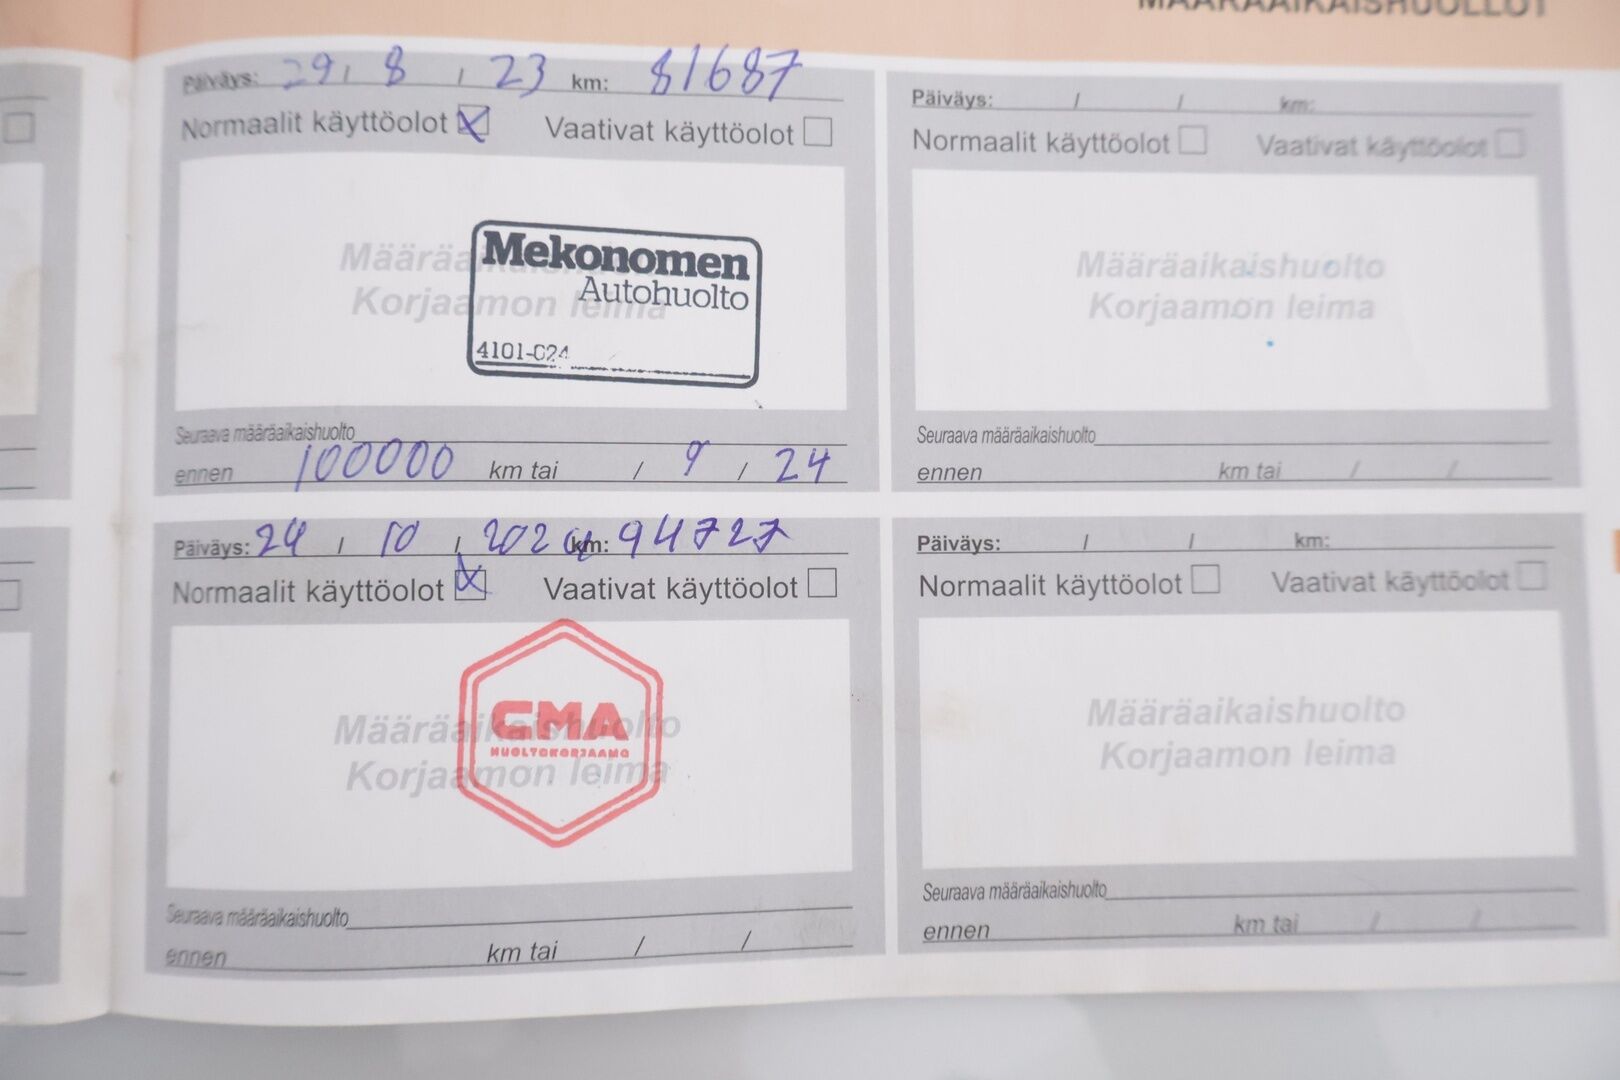 MÄÄRÄAIKAISHUOLLOT
Päiväys: 29 / 8 / 23 km: 81687
Normaalit käyttöolot Vaativat käyttöolot
Määräaikaishuolto
Korjaamon leima
Mekonomen
Autohuolto
4101-024
Seuraava määräaikaishuolto
ennen 100000 km tai / 9 / 24
Päiväys: / / km:
Normaalit käyttöolot Vaativat käyttöolot
Määräaikaishuolto
Korjaamon leima
Seuraava määräaikaishuolto
ennen km tai / /
Päiväys: 24 / 10 / 2024 km: 94727
Normaalit käyttöolot Vaativat käyttöolot
Määräaikaishuolto
Korjaamon leima
CMA
HUOLTOKORJAAMO
Seuraava määräaikaishuolto
ennen km tai / /
Päiväys: / / km:
Normaalit käyttöolot Vaativat käyttöolot
Määräaikaishuolto
Korjaamon leima
Seuraava määräaikaishuolto
ennen km tai / /